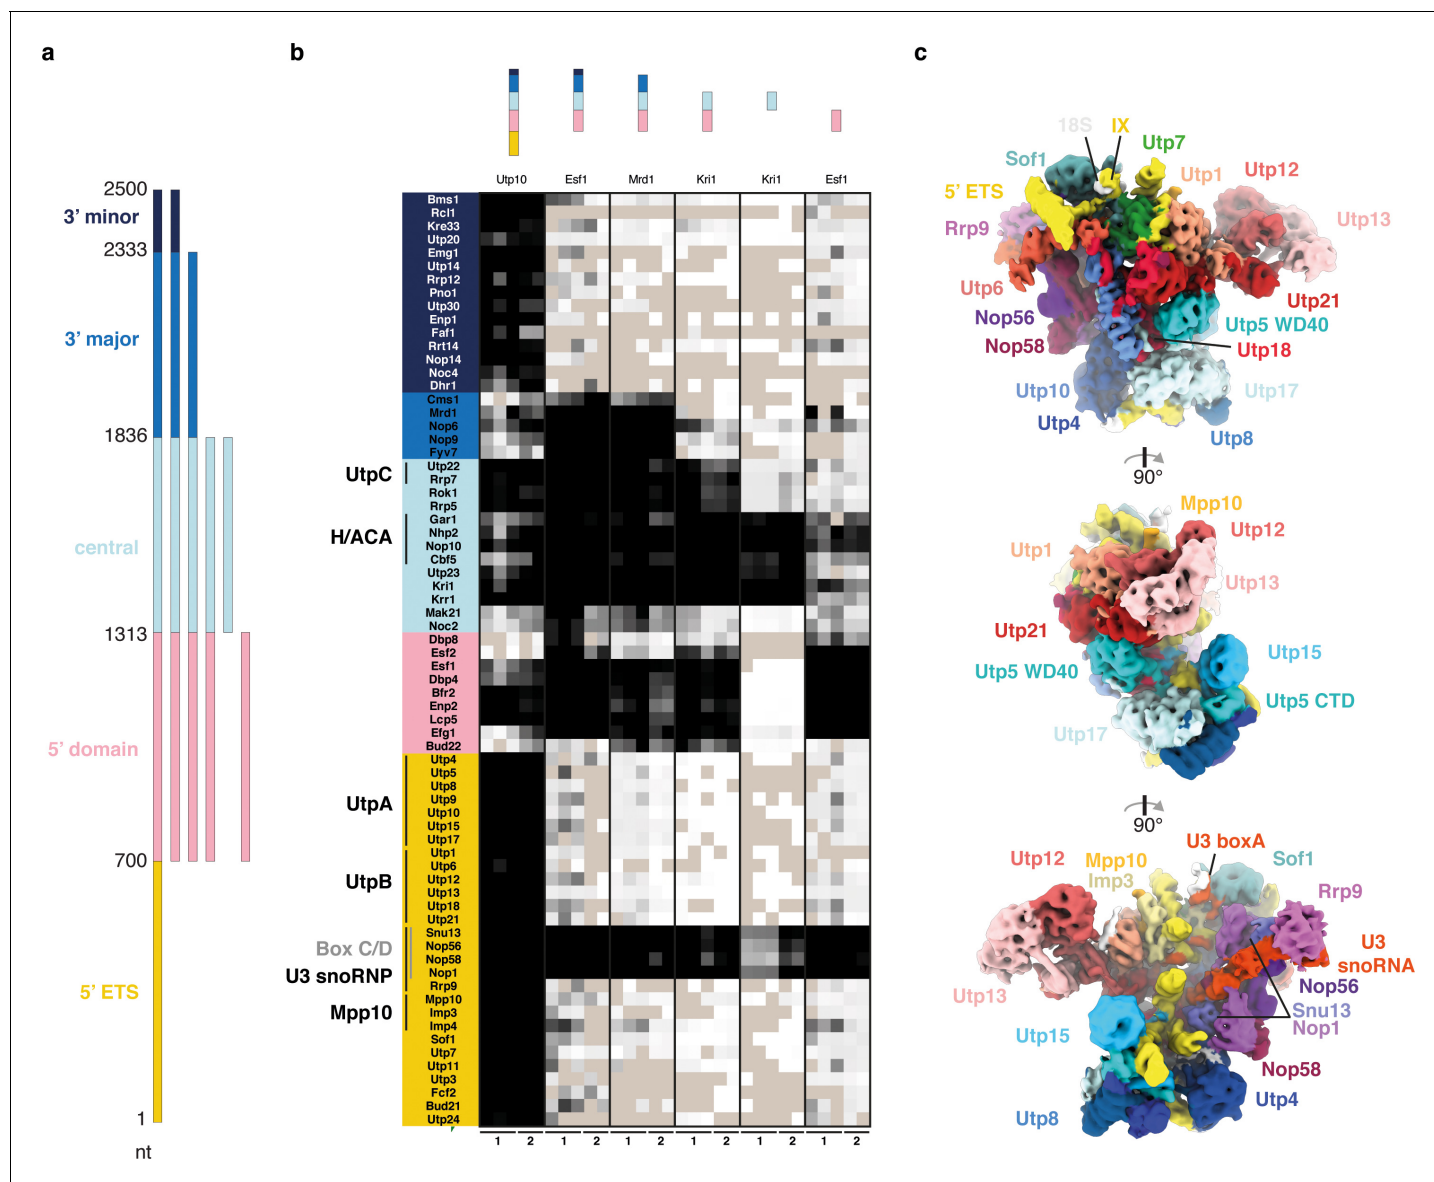 a
2500
3' minor
2333
3' major
1836
central
1313
5' domain
700
5' ETS
1
nt
b
Utp10 Esf1 Mrd1 Kri1 Kri1 Esf1
Bms1
Rcl1
Kre33
Utp20
Emg1
Utp14
Rrp12
Pno1
Utp30
Enp1
Faf1
Rrt14
Nop14
Noc4
Dhr1
Cms1
Mrd1
Nop6
Nop9
Fyv7
UtpC
Utp22
Rrp7
Rok1
Rrp5
H/ACA
Gar1
Nhp2
Nop10
Cbf5
Utp23
Kri1
Krr1
Mak21
Noc2
Dbp8
Esf2
Esf1
Dbp4
Bfr2
Enp2
Lcp5
Efg1
Bud22
UtpA
Utp4
Utp5
Utp8
Utp9
Utp10
Utp15
Utp17
UtpB
Utp1
Utp6
Utp12
Utp13
Utp18
Utp21
Box C/D
U3 snoRNP
Snu13
Nop56
Nop58
Nop1
Rrp9
Mpp10
Mpp10
Imp3
Imp4
Sof1
Utp7
Utp11
Utp3
Fcf2
Bud21
Utp24
1 2 1 2 1 2 1 2 1 2 1 2
c
18S IX
Utp7
Sof1
Utp1
Utp12
5' ETS
Utp13
Rrp9
Utp6
Utp21
Nop56
Utp5 WD40
Nop58
Utp18
Utp10
Utp17
Utp4
Utp8
90°
Mpp10
Utp12
Utp1
Utp13
Utp21
Utp15
Utp5 WD40
Utp5 CTD
Utp17
90°
U3 boxA
Utp12
Mpp10
Sof1
Imp3
Rrp9
U3
snoRNA
Nop56
Utp13
Snu13
Nop1
Utp15
Nop58
Utp4
Utp8